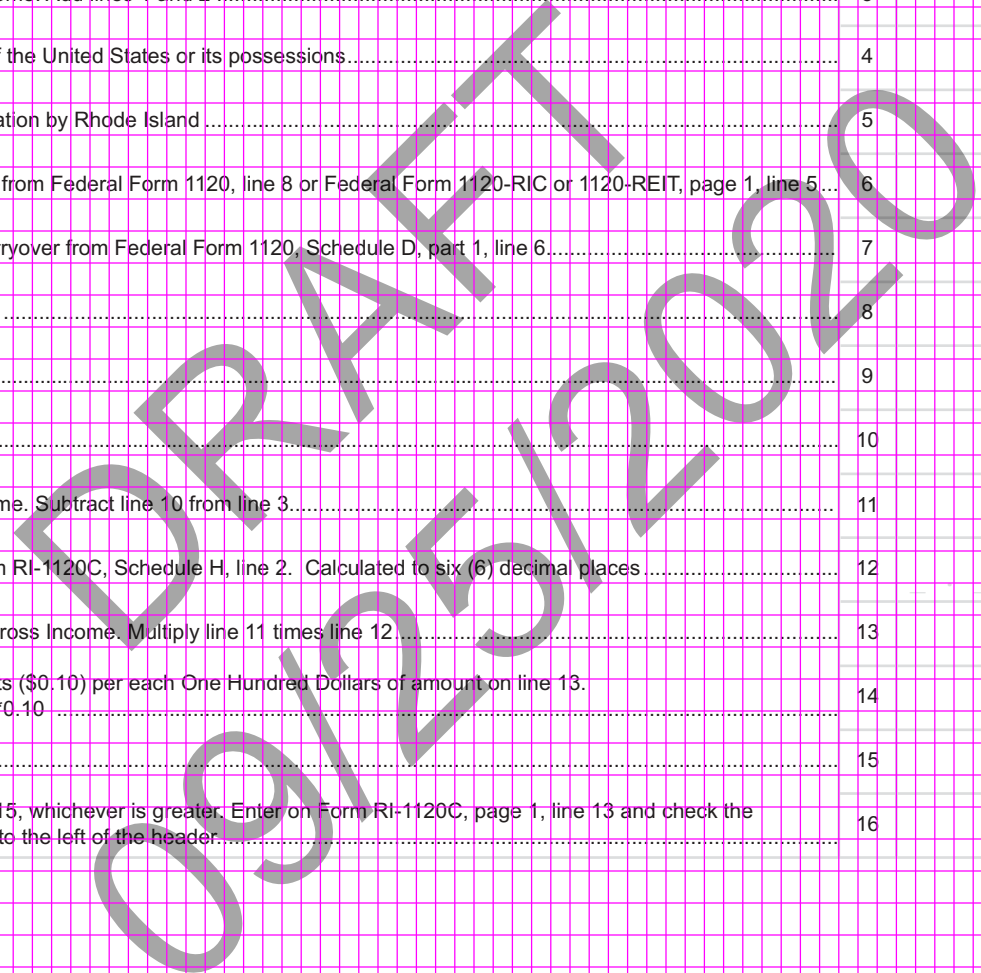 3
f the United States or its possessions 4
ation by Rhode Island 5
from Federal Form 1120, line 8 or Federal Form 1120-RIC or 1120-REIT, page 1, line 5... 6
ryover from Federal Form 1120, Schedule D, part 1, line 6 7
8
9
10
me. Subtract line 10 from line 3 11
RI-1120C, Schedule H, line 2. Calculated to six (6) decimal places 12
ross Income. Multiply line 11 times line 12 13
ts ($0.10) per each One Hundred Dollars of amount on line 13.
*0.10 14
15
15, whichever is greater. Enter on Form RI-1120C, page 1, line 13 and check the
to the left of the header. 16
DRAFT
09/25/2020